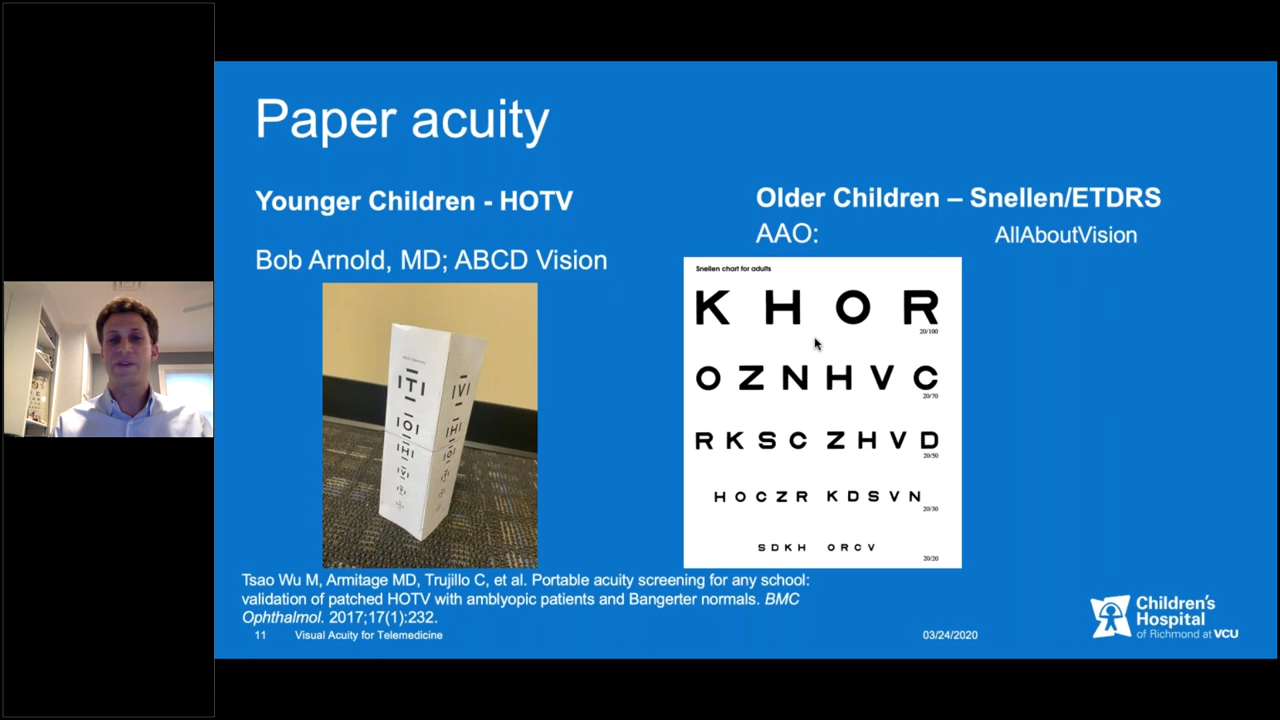 Paper acuity
Younger Children - HOTV
Bob Arnold, MD; ABCD Vision
T
O
H
V
V
H
O
Older Children – Snellen/ETDRS
AAO:
AllAboutVision
Snellen chart for adults
K H O R
20/100
O Z N H V C
20/70
R K S C Z H V D
20/50
H O C Z R K D S V N
20/30
S D K H O R C V
20/20
Tsao Wu M, Armitage MD, Trujillo C, et al. Portable acuity screening for any school:
validation of patched HOTV with amblyopic patients and Bangerter normals. BMC
Ophthalmol. 2017;17(1):232.
11 Visual Acuity for Telemedicine
03/24/2020
Children's
Hospital
of Richmond at VCU